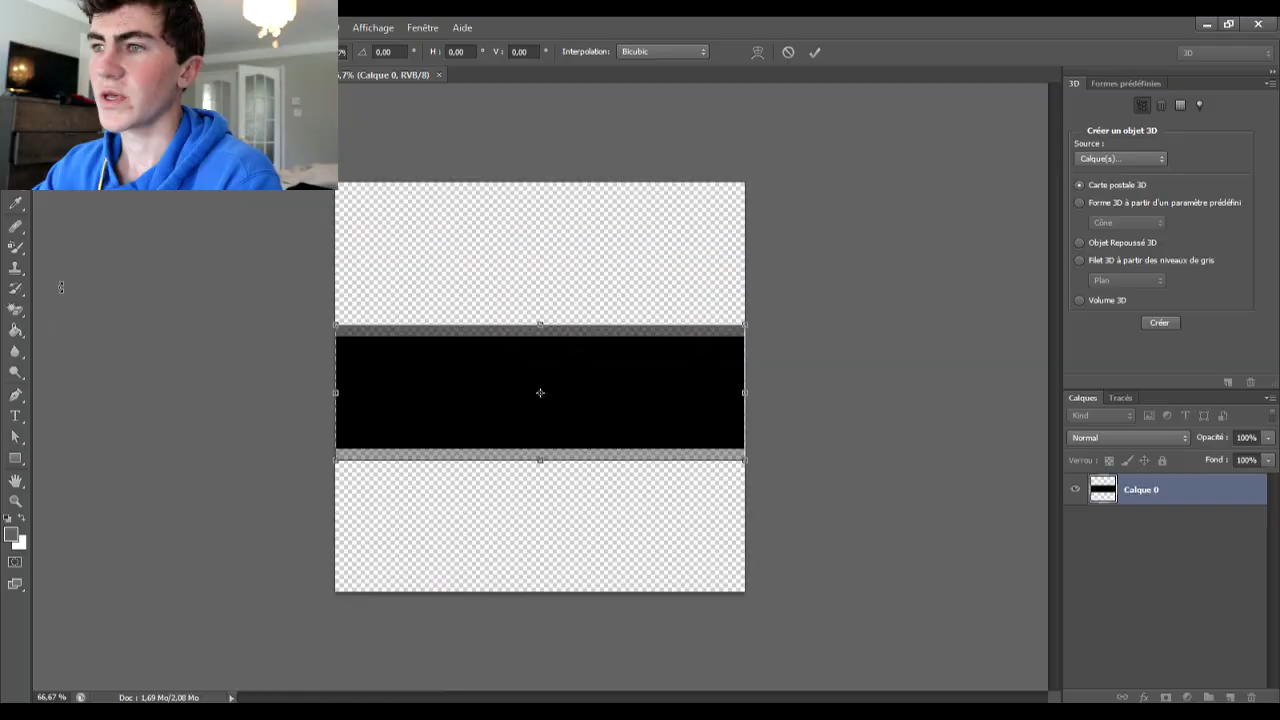 Affichage Fenêtre Aide
0,00 ° H: 0,00 ° V: 0,00 ° Interpolation: Bicubic 3D
(Calque 0, RVB/8) ×
3D Formes prédéfinies
Créer un objet 3D
Source :
Calque(s)...
Carte postale 3D
Forme 3D à partir d'un paramètre prédéfini
Cône
Objet Repoussé 3D
Filet 3D à partir des niveaux de gris
Plan
Volume 3D
Créer
Calques Tracés
Kind
Normal Opacité : 100%
Verrou : Fond : 100%
Calque 0
66,67 % Doc : 1,69 Mo/2,08 Mo